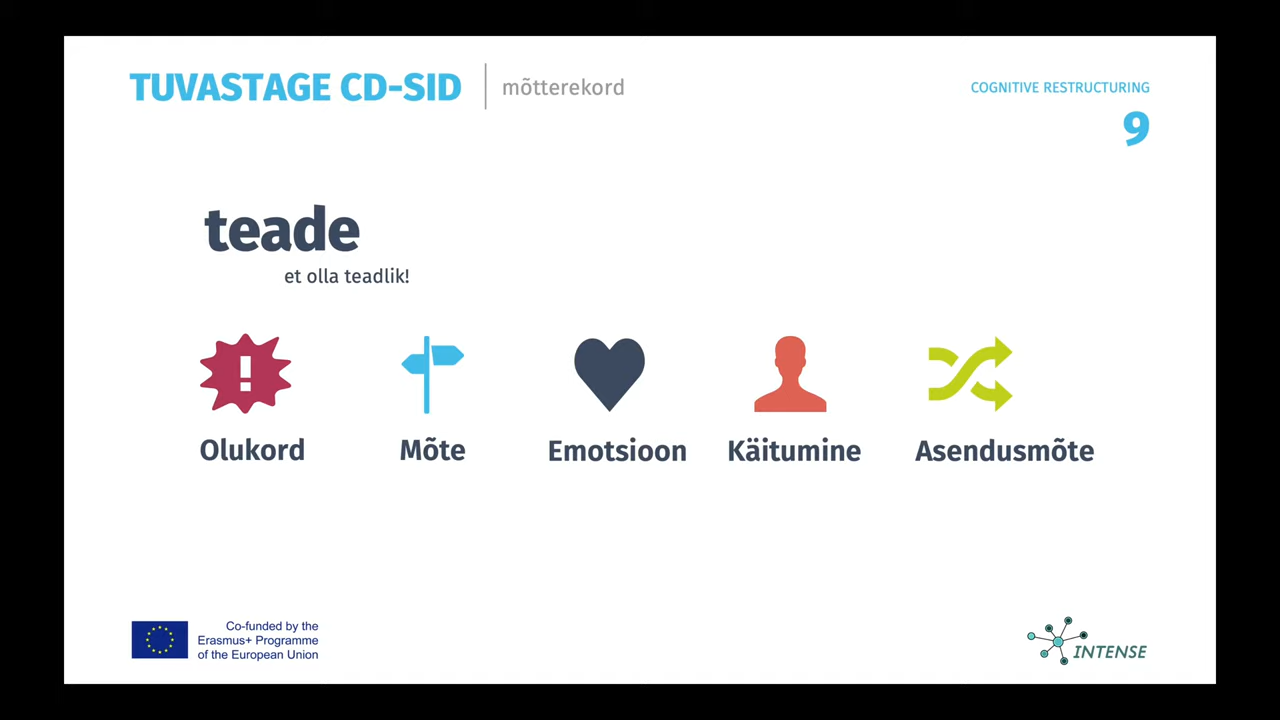 TUVASTAGE CD-SID
mõtterekord
COGNITIVE RESTRUCTURING
9
teade
et olla teadlik!
Olukord
Mõte
Emotsioon
Käitumine
Asendusmõte
Co-funded by the
Erasmus+ Programme
of the European Union
INTENSE